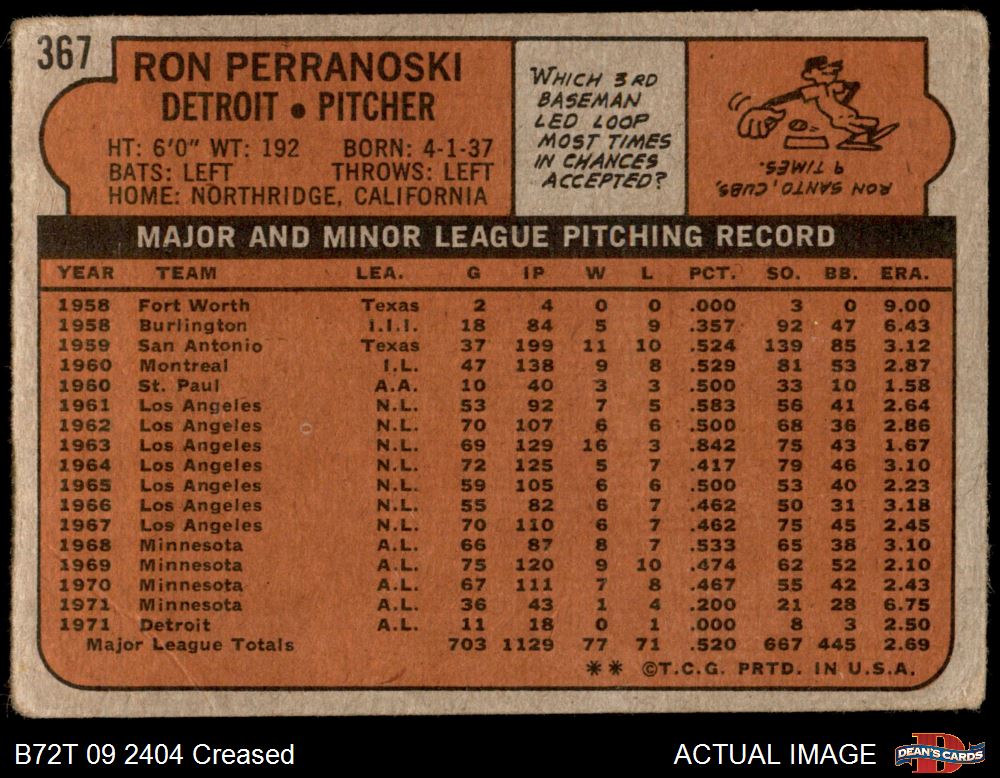 367
RON PERRANOSKI
DETROIT • PITCHER
HT: 6'0" WT: 192 BORN: 4-1-37
BATS: LEFT THROWS: LEFT
HOME: NORTHRIDGE, CALIFORNIA
WHICH 3RD
BASEMAN
LED LOOP
MOST TIMES
IN CHANCES
ACCEPTED?
RON SANTO, CUBS,
9 TIMES.
MAJOR AND MINOR LEAGUE PITCHING RECORD
YEAR TEAM LEA. G IP W L PCT. SO. BB. ERA.
1958 Fort Worth Texas 2 4 0 0 .000 3 0 9.00
1958 Burlington I.I.I. 18 84 5 9 .357 92 47 6.43
1959 San Antonio Texas 37 199 11 10 .524 139 85 3.12
1960 Montreal I.L. 47 138 9 8 .529 81 53 2.87
1960 St. Paul A.A. 10 40 3 3 .500 33 10 1.58
1961 Los Angeles N.L. 53 92 7 5 .583 56 41 2.64
1962 Los Angeles N.L. 70 107 6 6 .500 68 36 2.86
1963 Los Angeles N.L. 69 129 16 3 .842 75 43 1.67
1964 Los Angeles N.L. 72 125 5 7 .417 79 46 3.10
1965 Los Angeles N.L. 59 105 6 6 .500 53 40 2.23
1966 Los Angeles N.L. 55 82 6 7 .462 50 31 3.18
1967 Los Angeles N.L. 70 110 6 7 .462 75 45 2.45
1968 Minnesota A.L. 66 87 8 7 .533 65 38 3.10
1969 Minnesota A.L. 75 120 9 10 .474 62 52 2.10
1970 Minnesota A.L. 67 111 7 8 .467 55 42 2.43
1971 Minnesota A.L. 36 43 1 4 .200 21 28 6.75
1971 Detroit A.L. 11 18 0 1 .000 8 3 2.50
Major League Totals 703 1129 77 71 .520 667 445 2.69
** ©T.C.G. PRTD. IN U.S.A.
B72T 09 2404 Creased
ACTUAL IMAGE
DEAN'S CARDS